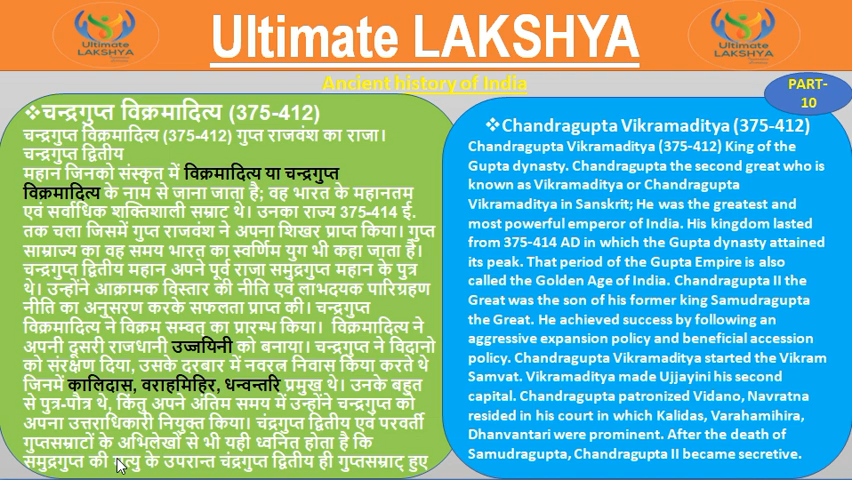 Ultimate
LAKSHYA
Ultimate LAKSHYA
Ultimate
LAKSHYA
Ancient history of India
PART-
10
❖चन्द्रगुप्त विक्रमादित्य (375-412)
चन्द्रगुप्त विक्रमादित्य (375-412) गुप्त राजवंश का राजा।
चन्द्रगुप्त द्वितीय
महान जिनको संस्कृत में विक्रमादित्य या चन्द्रगुप्त
विक्रमादित्य के नाम से जाना जाता है; वह भारत के महानतम
एवं सर्वाधिक शक्तिशाली सम्राट थे। उनका राज्य 375-414 ई.
तक चला जिसमें गुप्त राजवंश ने अपना शिखर प्राप्त किया। गुप्त
साम्राज्य का वह समय भारत का स्वर्णिम युग भी कहा जाता है।
चन्द्रगुप्त द्वितीय महान अपने पूर्व राजा समुद्रगुप्त महान के पुत्र
थे। उन्होंने आक्रामक विस्तार की नीति एवं लाभदयक पारिग्रहण
नीति का अनुसरण करके सफलता प्राप्त की। चन्द्रगुप्त
विक्रमादित्य ने विक्रम सम्वत का प्रारम्भ किया। विक्रमादित्य ने
अपनी दूसरी राजधानी उज्जयिनी को बनाया। चन्द्रगुप्त ने विदानो
को संरक्षण दिया, उसके दरबार में नवरत्न निवास किया करते थे
जिनमें कालिदास, वराहमिहिर, धन्वन्तरि प्रमुख थे। उनके बहुत
से पुत्र-पौत्र थे, किंतु अपने अंतिम समय में उन्होंने चन्द्रगुप्त को
अपना उत्तराधिकारी नियुक्त किया। चंद्रगुप्त द्वितीय एवं परवर्ती
गुप्तसम्राटों के अभिलेखों से भी यही ध्वनित होता है कि
समुद्रगुप्त की मृत्यु के उपरान्त चंद्रगुप्त द्वितीय ही गुप्तसम्राट् हुए
❖Chandragupta Vikramaditya (375-412)
Chandragupta Vikramaditya (375-412) King of the
Gupta dynasty. Chandragupta the second great who is
known as Vikramaditya or Chandragupta
Vikramaditya in Sanskrit; He was the greatest and
most powerful emperor of India. His kingdom lasted
from 375-414 AD in which the Gupta dynasty attained
its peak. That period of the Gupta Empire is also
called the Golden Age of India. Chandragupta II the
Great was the son of his former king Samudragupta
the Great. He achieved success by following an
aggressive expansion policy and beneficial accession
policy. Chandragupta Vikramaditya started the Vikram
Samvat. Vikramaditya made Ujjayini his second
capital. Chandragupta patronized Vidano, Navratna
resided in his court in which Kalidas, Varahamihira,
Dhanvantari were prominent. After the death of
Samudragupta, Chandragupta II became secretive.